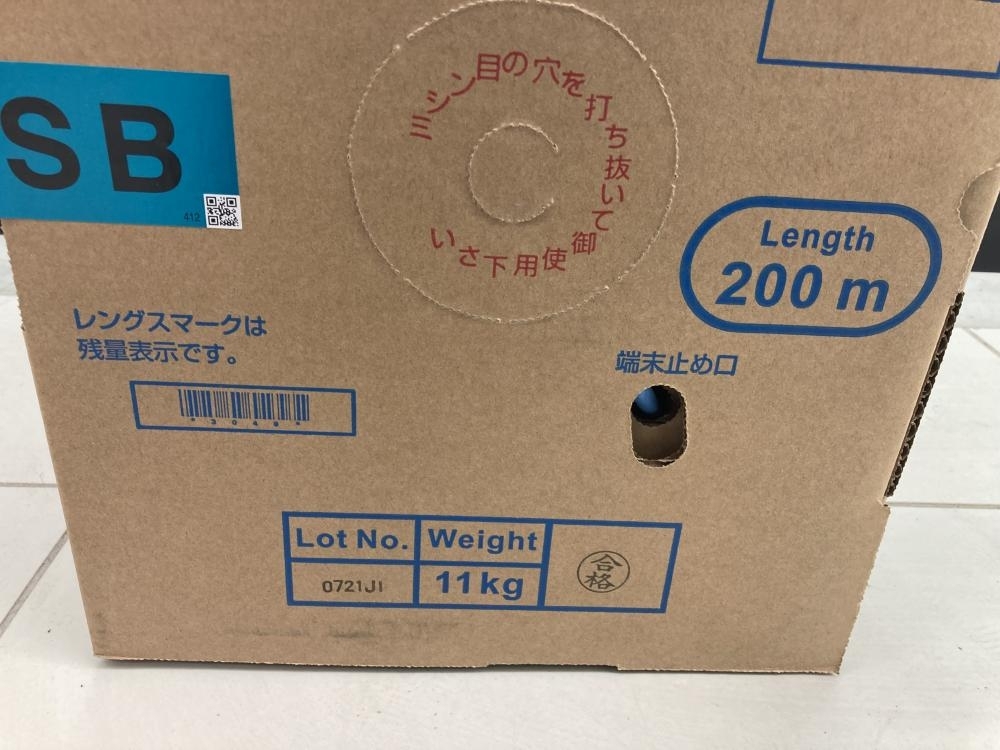 SB
412
ミシン目の穴を打ち抜いて御使用下さい
Length
200 m
レングスマークは
残量表示です。
端末止め口
*3049*
Lot No.
Weight
0721JI
11kg
合格